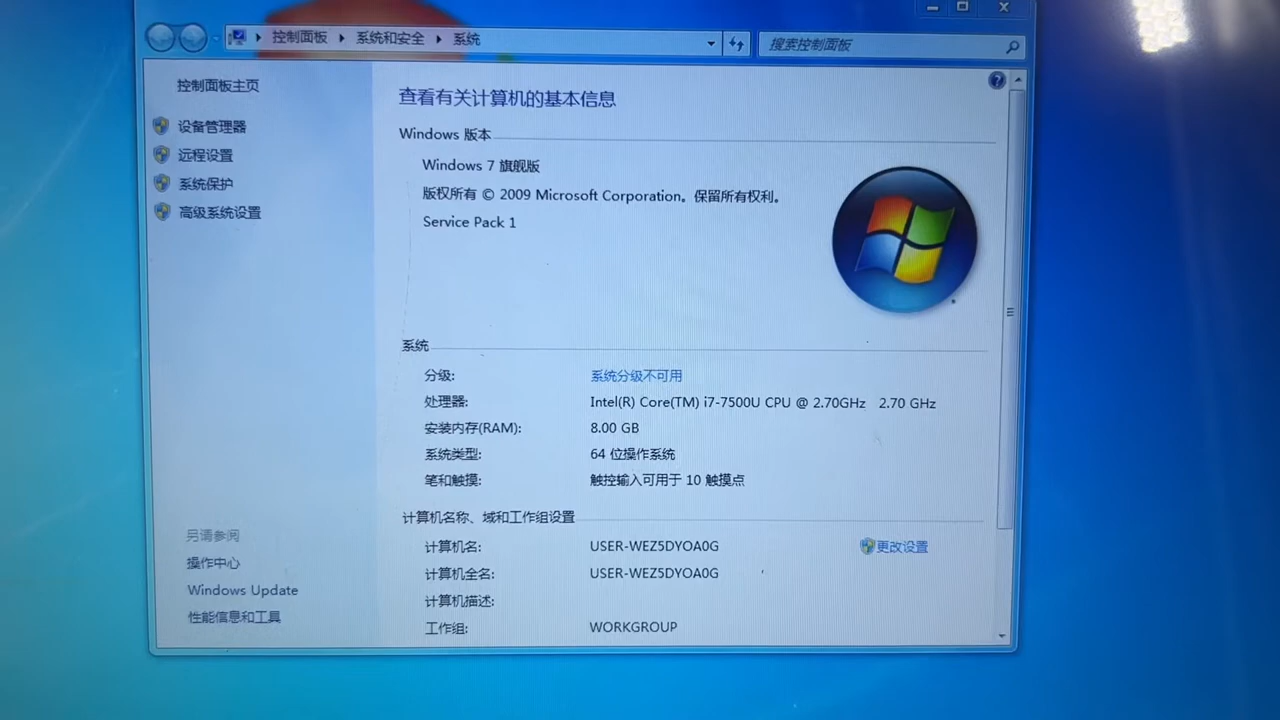 控制面板 ▸ 系统和安全 ▸ 系统
搜索控制面板
控制面板主页
设备管理器
远程设置
系统保护
高级系统设置
另请参阅
操作中心
Windows Update
性能信息和工具
查看有关计算机的基本信息
Windows 版本
Windows 7 旗舰版
版权所有 © 2009 Microsoft Corporation。保留所有权利。
Service Pack 1
系统
分级: 系统分级不可用
处理器: Intel(R) Core(TM) i7-7500U CPU @ 2.70GHz 2.70 GHz
安装内存(RAM): 8.00 GB
系统类型: 64 位操作系统
笔和触摸: 触控输入可用于 10 触摸点
计算机名称、域和工作组设置
计算机名: USER-WEZ5DYOA0G 更改设置
计算机全名: USER-WEZ5DYOA0G
计算机描述:
工作组: WORKGROUP